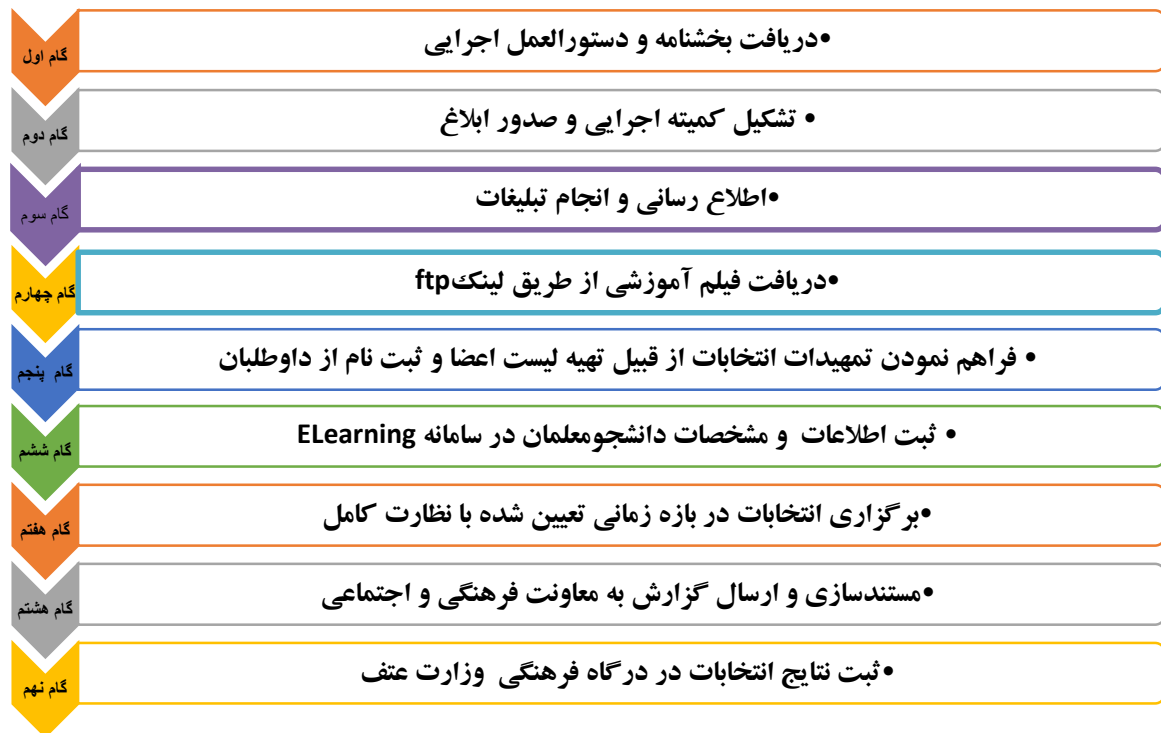 گام اول
•دریافت بخشنامه و دستورالعمل اجرایی
گام دوم
• تشکیل کمیته اجرایی و صدور ابلاغ
گام سوم
•اطلاع رسانی و انجام تبلیغات
گام چهارم
•دریافت فیلم آموزشی از طریق لینکftp
گام پنجم
• فراهم نمودن تمهیدات انتخابات از قبیل تهیه لیست اعضا و ثبت نام از داوطلبان
گام ششم
• ثبت اطلاعات و مشخصات دانشجومعلمان در سامانه ELearning
گام هفتم
•برگزاری انتخابات در بازه زمانی تعیین شده با نظارت کامل
گام هشتم
•مستندسازی و ارسال گزارش به معاونت فرهنگی و اجتماعی
گام نهم
•ثبت نتایج انتخابات در درگاه فرهنگی وزارت عتف